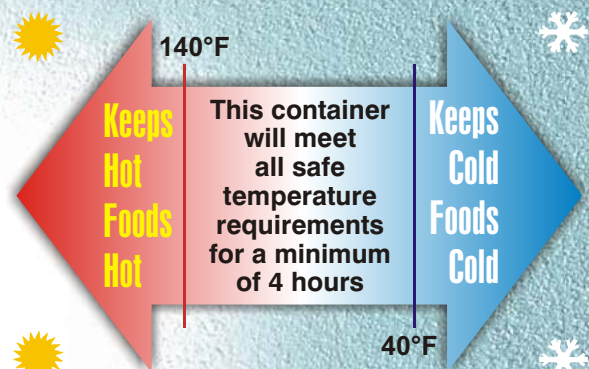 140°F
Keeps
Hot
Foods
Hot
This container
will meet
all safe
temperature
requirements
for a minimum
of 4 hours
Keeps
Cold
Foods
Cold
40°F